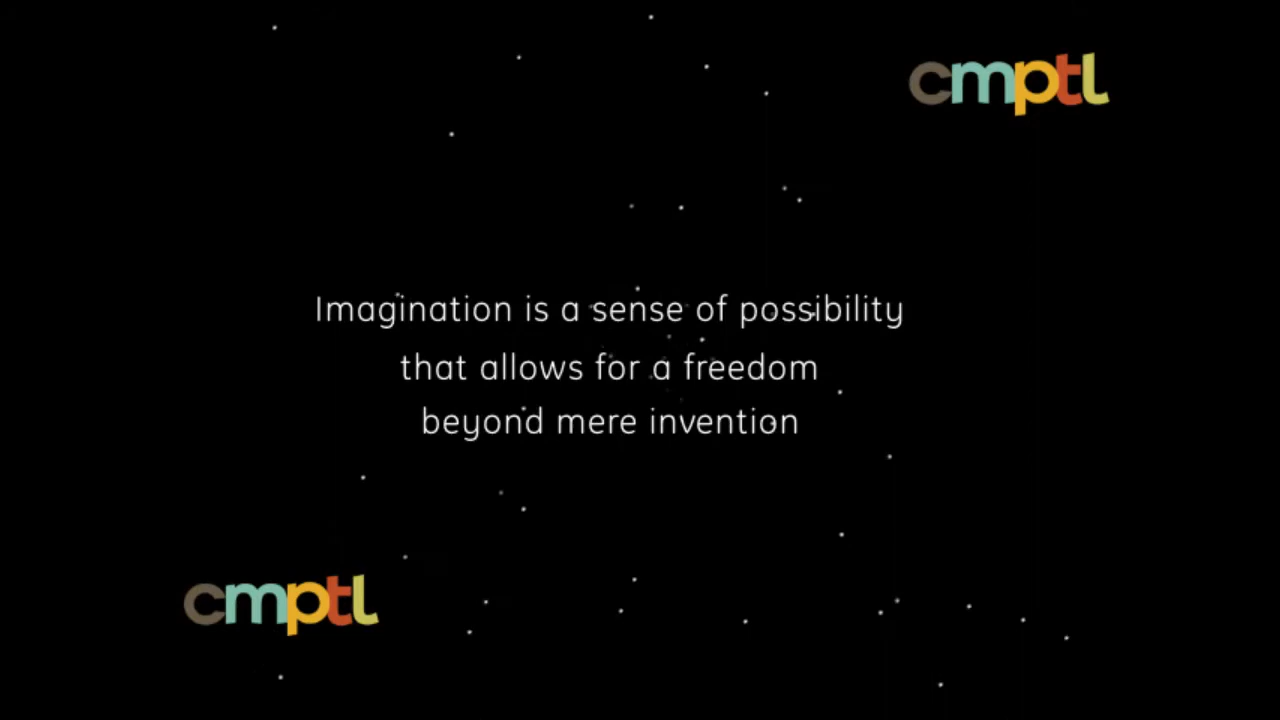 cmptl
Imagination is a sense of possibility
that allows for a freedom
beyond mere invention
cmptl